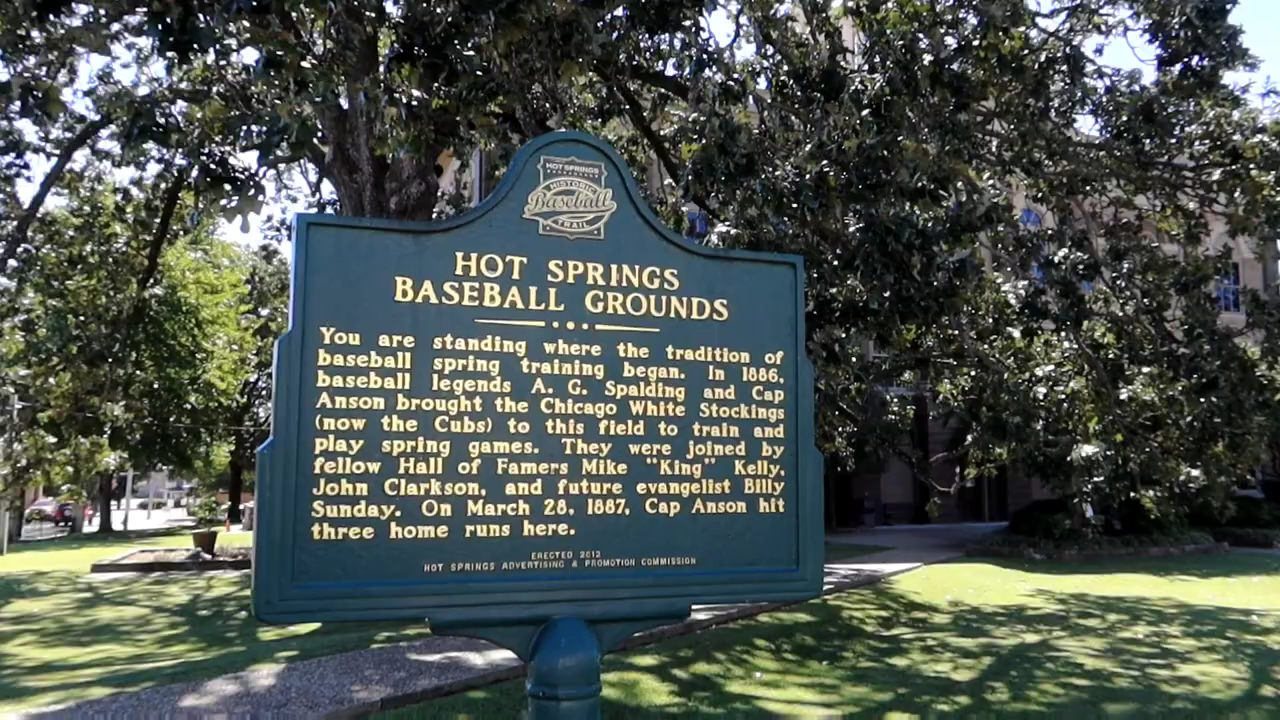 HOT SPRINGS
HISTORIC
Baseball
TRAIL
HOT SPRINGS
BASEBALL GROUNDS
You are standing where the tradition of
baseball spring training began. In 1886,
baseball legends A. G. Spalding and Cap
Anson brought the Chicago White Stockings
(now the Cubs) to this field to train and
play spring games. They were joined by
fellow Hall of Famers Mike "King" Kelly,
John Clarkson, and future evangelist Billy
Sunday. On March 28, 1887, Cap Anson hit
three home runs here.
ERECTED 2012
HOT SPRINGS ADVERTISING & PROMOTION COMMISSION